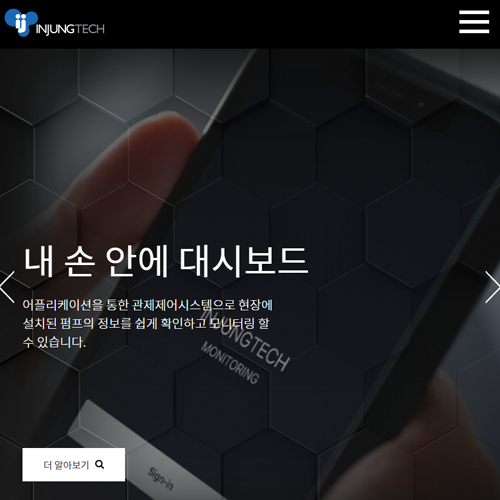 INJUNGTECH
내 손 안에 대시보드
어플리케이션을 통한 관제제어시스템으로 현장에
설치된 펌프의 정보를 쉽게 확인하고 모니터링 할
수 있습니다.
INJUNGTECH
MONITORING
Sign-in
더 알아보기